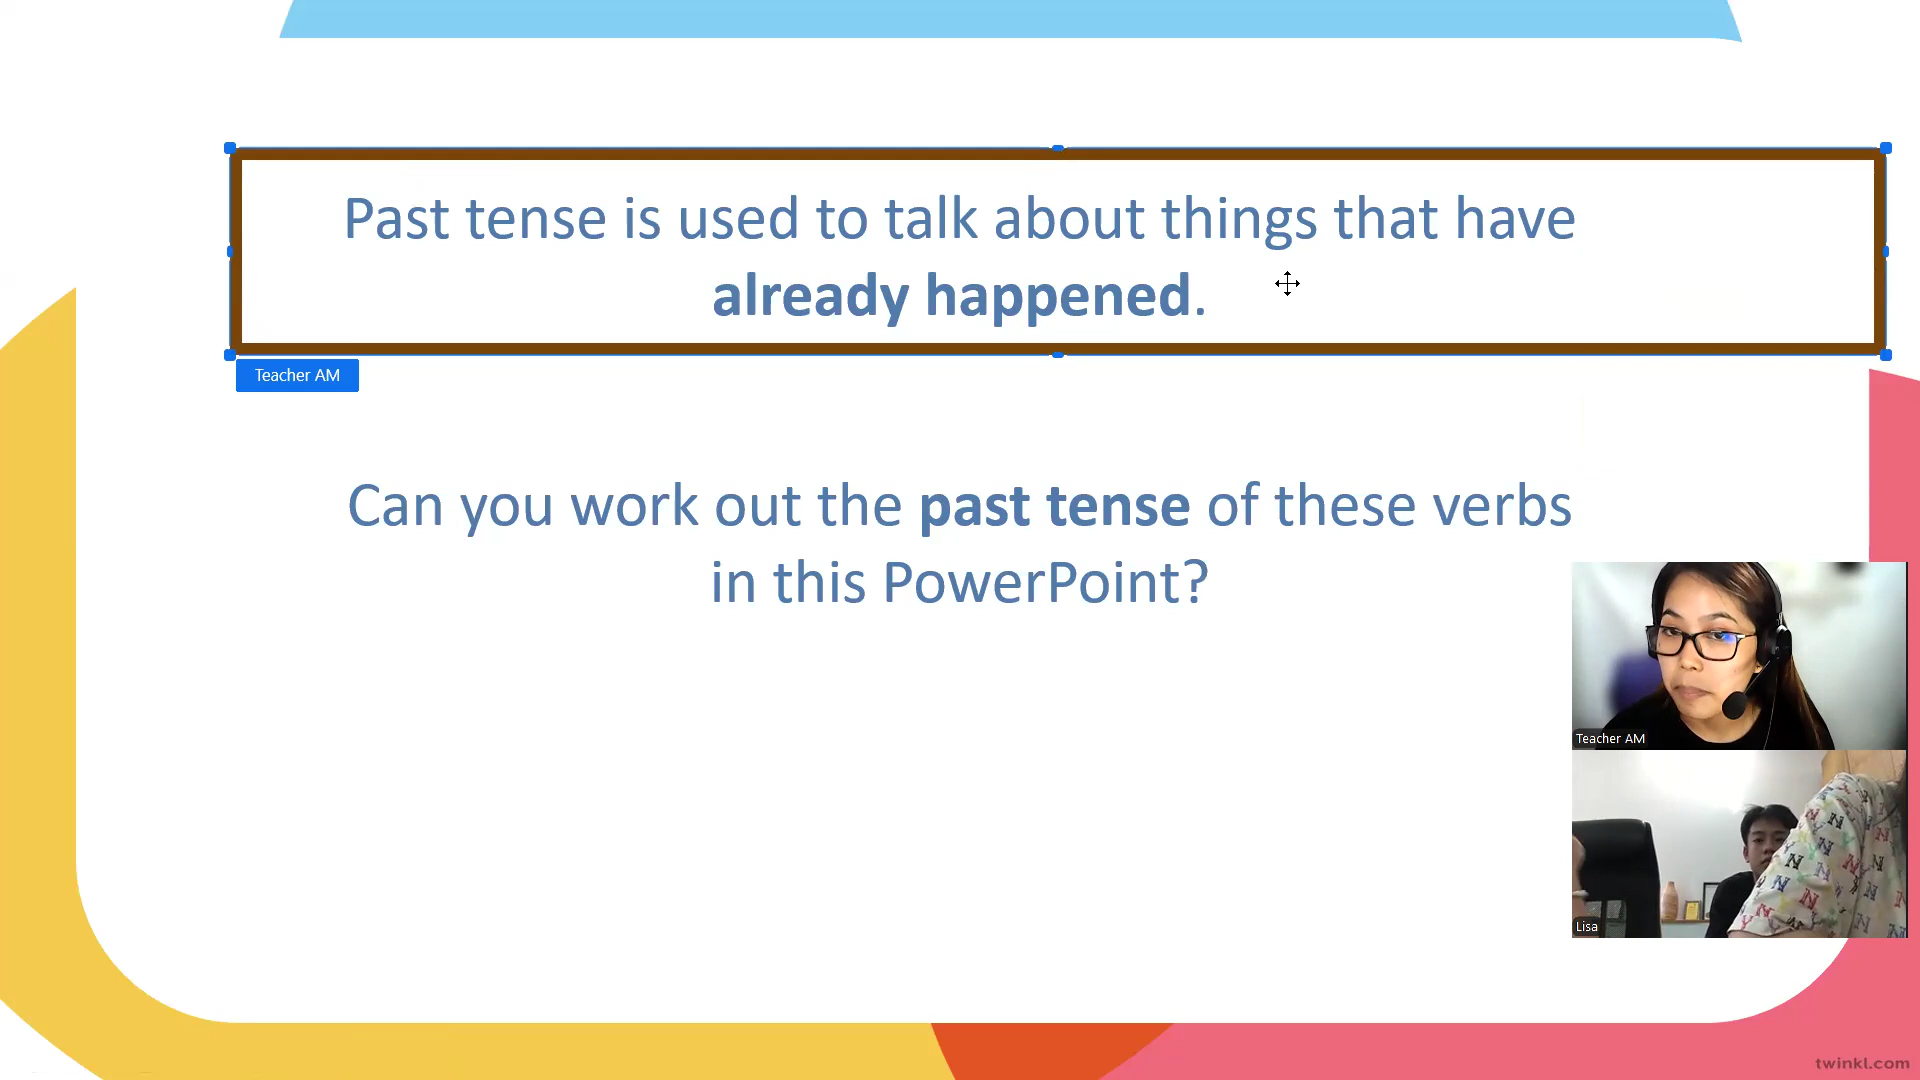 Past tense is used to talk about things that have
already happened.
Teacher AM
Can you work out the past tense of these verbs
in this PowerPoint?
Teacher AM
Lisa
twinkl.com